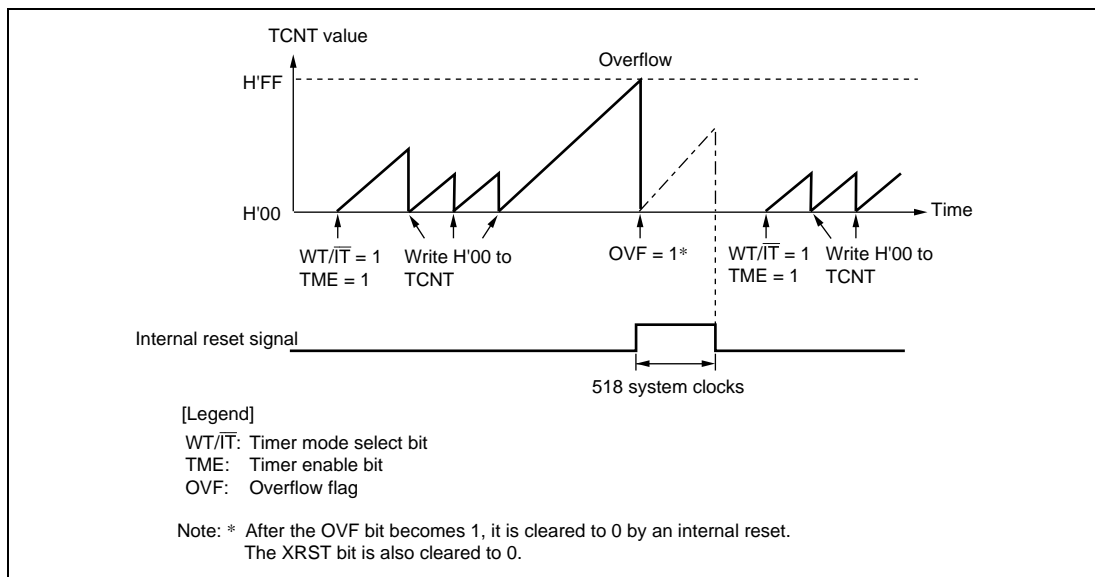 TCNT value
Overflow
H'FF
H'00
Time
WT/IT = 1
TME = 1
Write H'00 to
TCNT
OVF = 1*
WT/IT = 1
TME = 1
Write H'00 to
TCNT
Internal reset signal
518 system clocks
[Legend]
WT/IT: Timer mode select bit
TME: Timer enable bit
OVF: Overflow flag
Note: * After the OVF bit becomes 1, it is cleared to 0 by an internal reset.
The XRST bit is also cleared to 0.